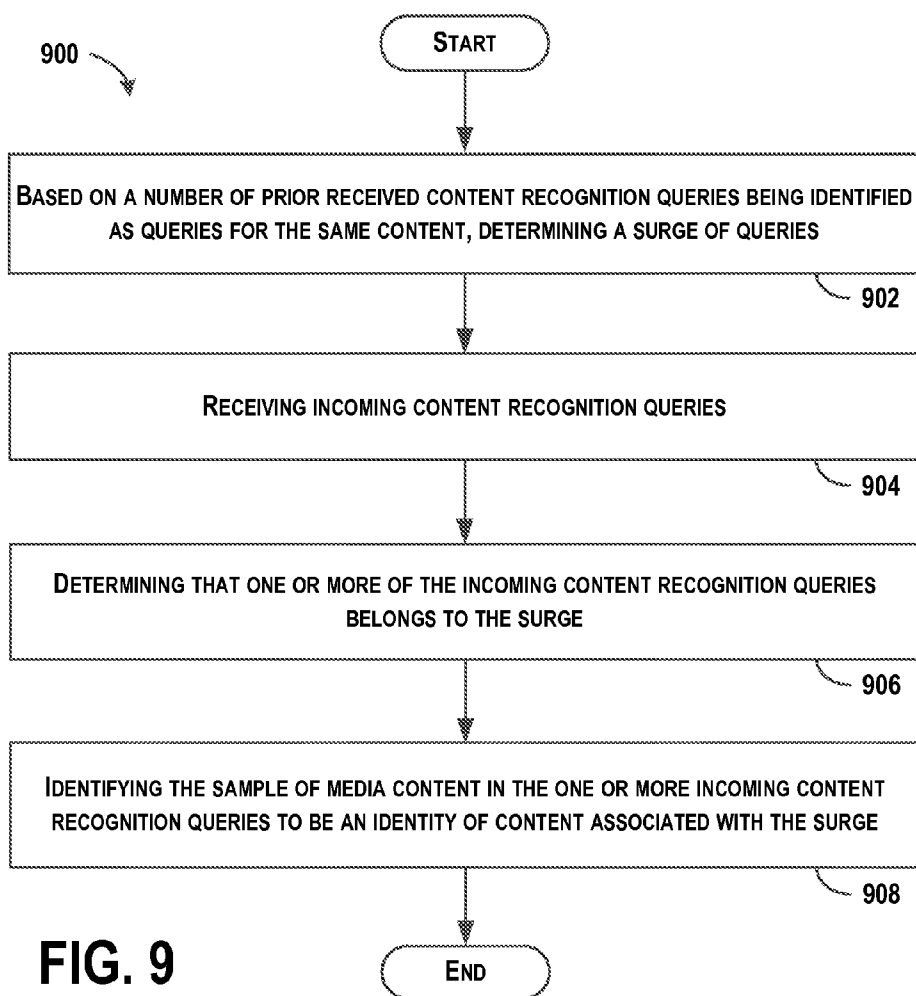 900
START
BASED ON A NUMBER OF PRIOR RECEIVED CONTENT RECOGNITION QUERIES BEING IDENTIFIED
AS QUERIES FOR THE SAME CONTENT, DETERMINING A SURGE OF QUERIES
902
RECEIVING INCOMING CONTENT RECOGNITION QUERIES
904
DETERMINING THAT ONE OR MORE OF THE INCOMING CONTENT RECOGNITION QUERIES
BELONGS TO THE SURGE
906
IDENTIFYING THE SAMPLE OF MEDIA CONTENT IN THE ONE OR MORE INCOMING CONTENT
RECOGNITION QUERIES TO BE AN IDENTITY OF CONTENT ASSOCIATED WITH THE SURGE
908
END
FIG. 9